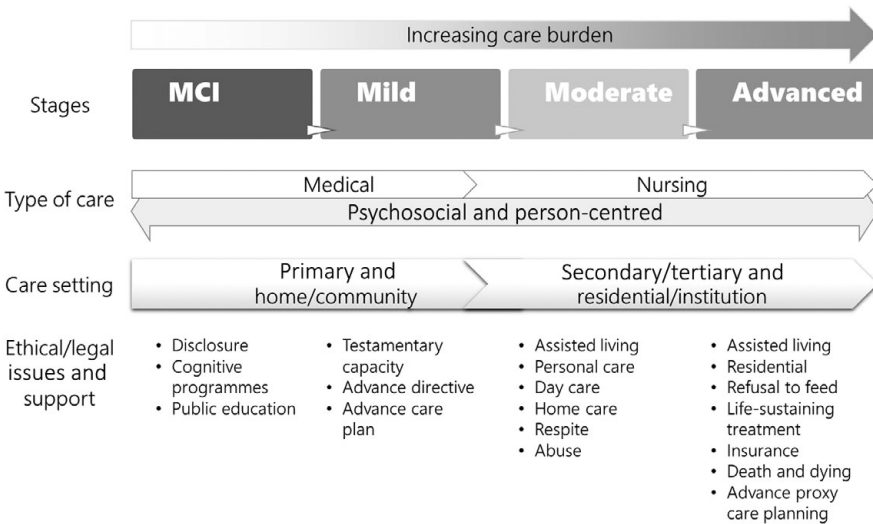 Increasing care burden
Stages
MCI
Mild
Moderate
Advanced
Type of care
Medical
Nursing
Psychosocial and person-centred
Care setting
Primary and
home/community
Secondary/tertiary and
residential/institution
Ethical/legal
issues and
support
• Disclosure
• Cognitive
programmes
• Public education
• Testamentary
capacity
• Advance directive
• Advance care
plan
• Assisted living
• Personal care
• Day care
• Home care
• Respite
• Abuse
• Assisted living
• Residential
• Refusal to feed
• Life-sustaining
treatment
• Insurance
• Death and dying
• Advance proxy
care planning